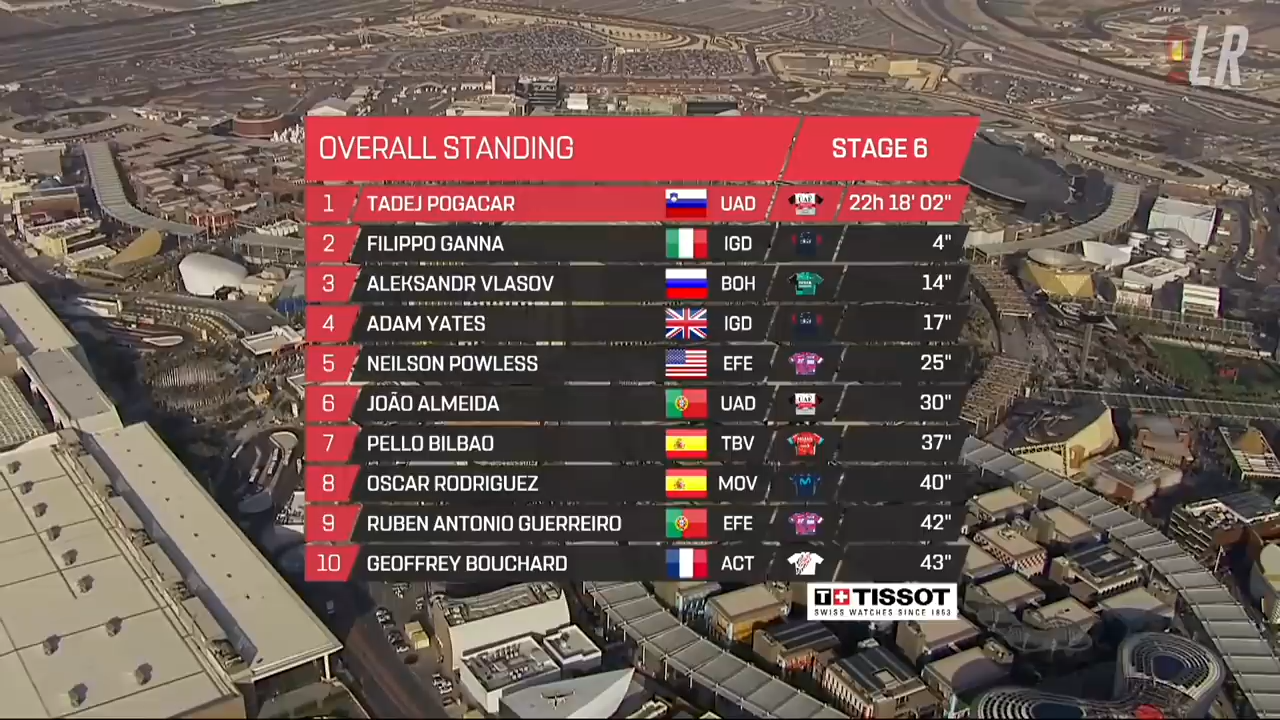 LR
OVERALL STANDING STAGE 6
1 TADEJ POGACAR UAD UAE 22h 18' 02"
2 FILIPPO GANNA IGD 4"
3 ALEKSANDR VLASOV BOH 14"
4 ADAM YATES IGD 17"
5 NEILSON POWLESS EFE 25"
6 JOÃO ALMEIDA UAD UAE 30"
7 PELLO BILBAO TBV 37"
8 OSCAR RODRIGUEZ MOV 40"
9 RUBEN ANTONIO GUERREIRO EFE 42"
10 GEOFFREY BOUCHARD ACT 43"
T+ TISSOT
SWISS WATCHES SINCE 1853